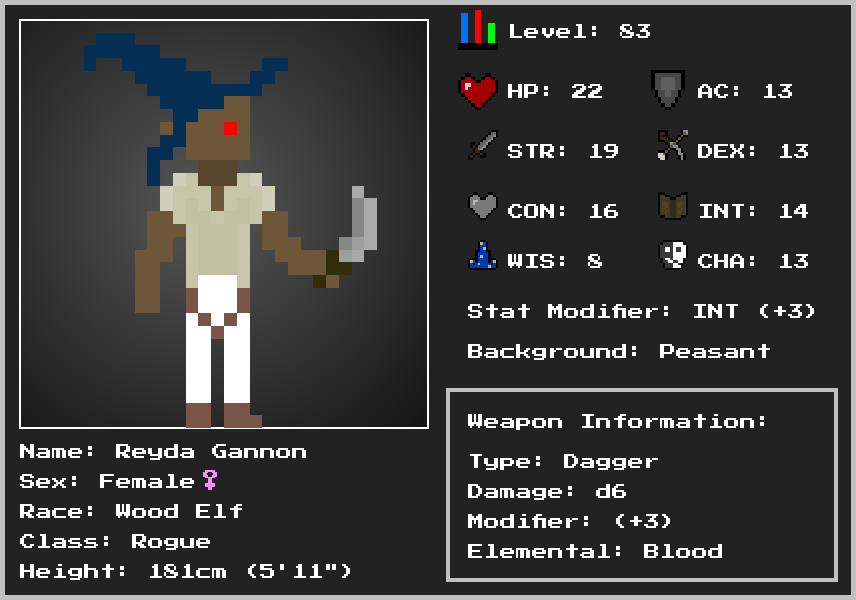 Level: 83
HP: 22 AC: 13
STR: 19 DEX: 13
CON: 16 INT: 14
WIS: 8 CHA: 13
Stat Modifier: INT (+3)
Background: Peasant
Weapon Information:
Type: Dagger
Damage: d6
Modifier: (+3)
Elemental: Blood
Name: Reyda Gannon
Sex: Female♀
Race: Wood Elf
Class: Rogue
Height: 181cm (5'11")